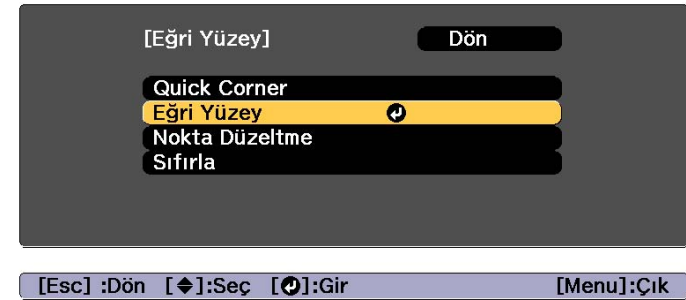 [Eğri Yüzey] Dön
Quick Corner
Eğri Yüzey
Nokta Düzeltme
Sıfırla
[Esc] :Dön [◆]:Seç [↵]:Gir [Menu]:Çık